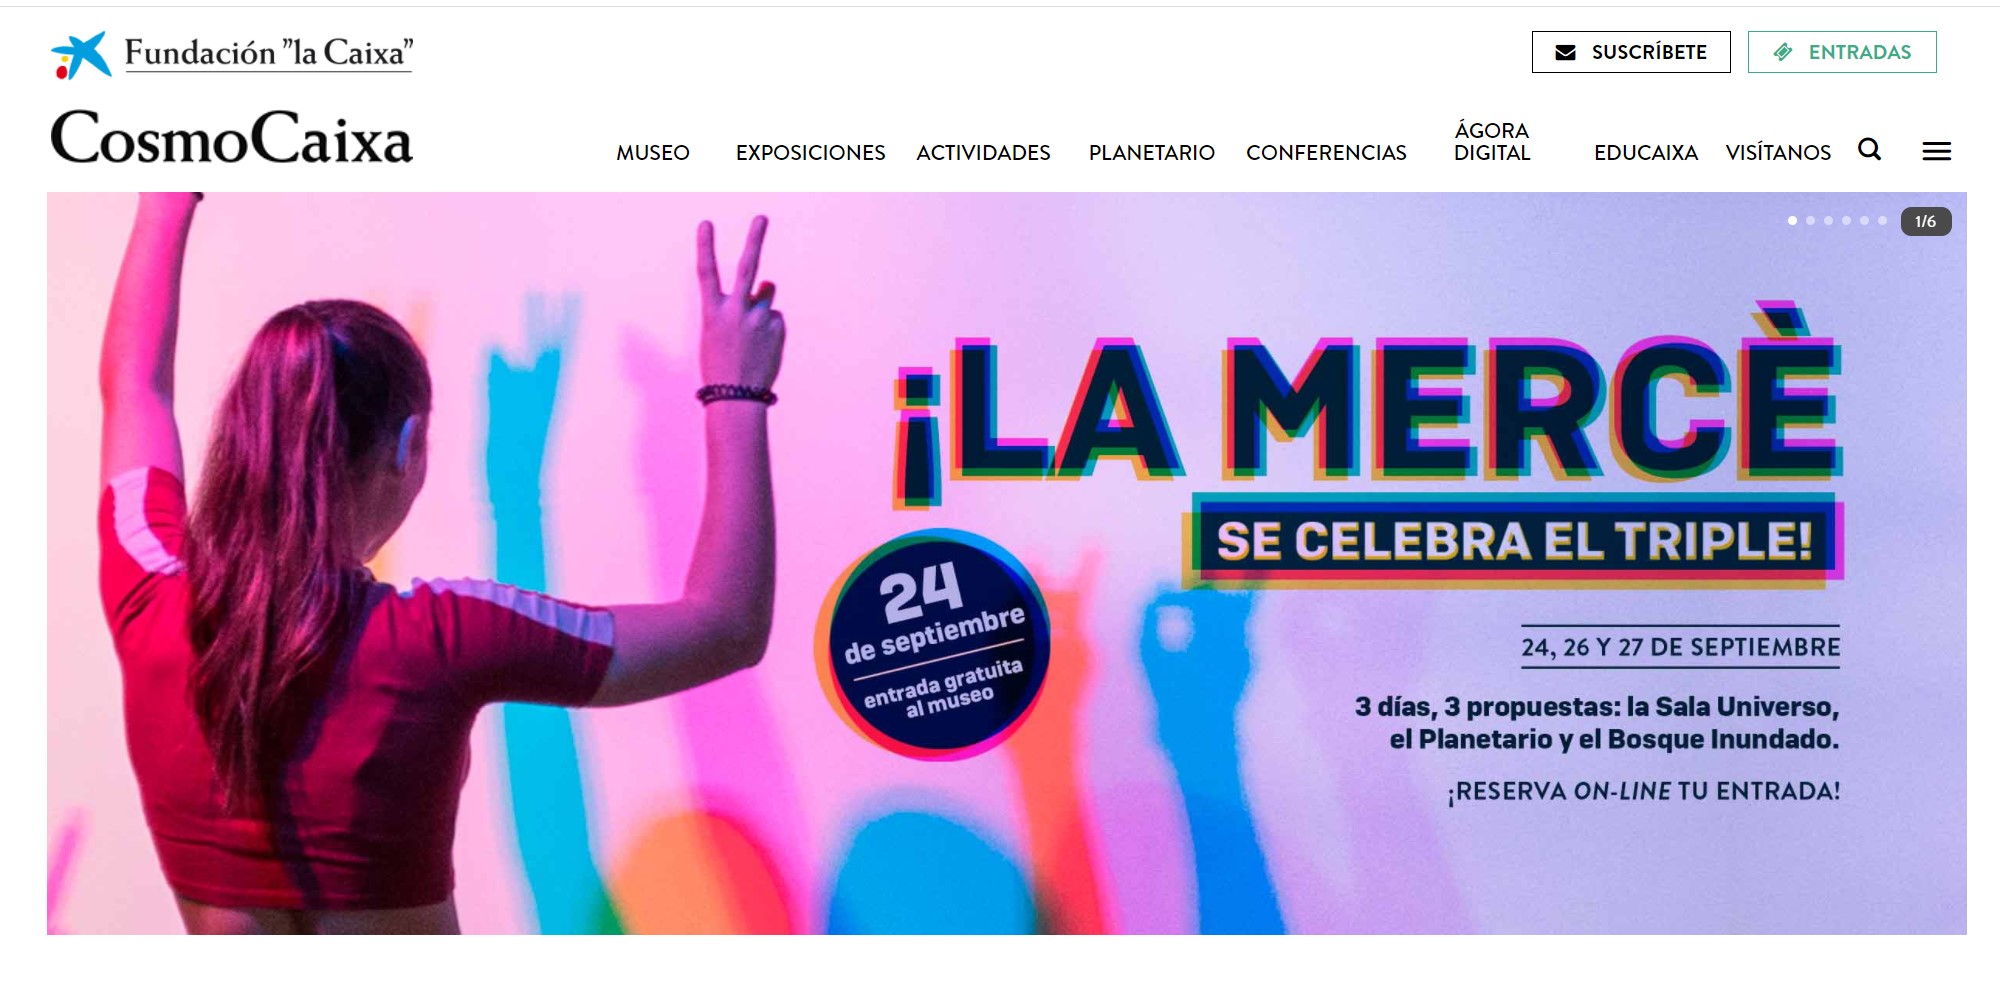 Fundación "la Caixa"
SUSCRÍBETE
ENTRADAS
CosmoCaixa
MUSEO
EXPOSICIONES
ACTIVIDADES
PLANETARIO
CONFERENCIAS
ÁGORA
DIGITAL
EDUCAIXA
VISÍTANOS
1/6
¡LA MERCÈ
SE CELEBRA EL TRIPLE!
24
de septiembre
entrada gratuita
al museo
24, 26 Y 27 DE SEPTIEMBRE
3 días, 3 propuestas: la Sala Universo,
el Planetario y el Bosque Inundado.
¡RESERVA ON-LINE TU ENTRADA!